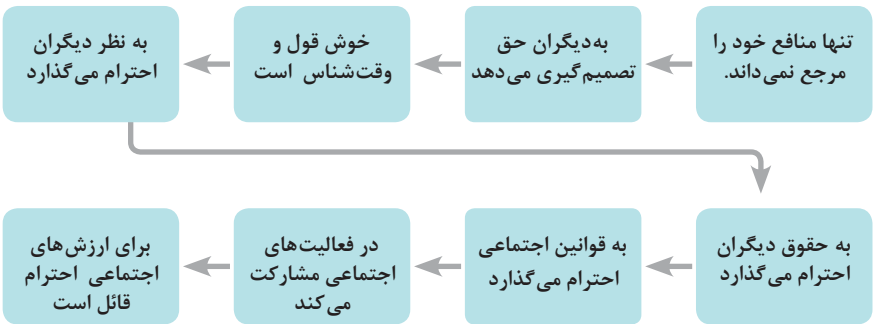 تنها منافع خود را
مرجع نمی‌داند.
به‌دیگران حق
تصمیم‌گیری می‌دهد
خوش قول و
وقت‌شناس است
به نظر دیگران
احترام می‌گذارد
به حقوق دیگران
احترام می‌گذارد
به قوانین اجتماعی
احترام می‌گذارد
در فعالیت‌های
اجتماعی مشارکت
می‌کند
برای ارزش‌های
اجتماعی احترام
قائل است